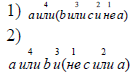 1) 4 3 2 1
a или(b или c и не a)
2)
4 3 1 2
a или b и(не c или a)